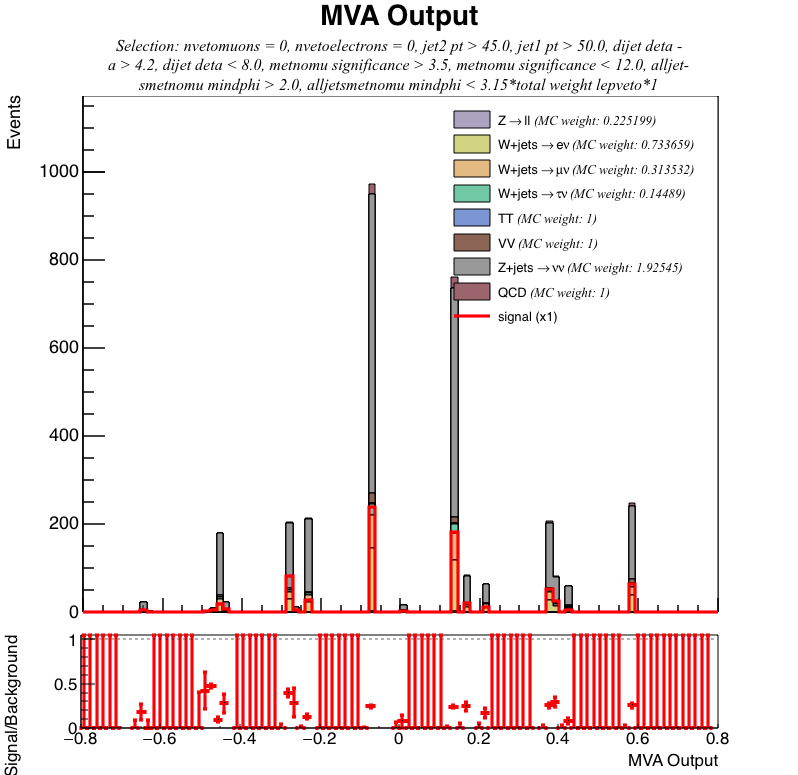 MVA Output
Selection: nvetomuons = 0, nvetoelectrons = 0, jet2 pt > 45.0, jet1 pt > 50.0, dijet deta -
a > 4.2, dijet deta < 8.0, metnomu significance > 3.5, metnomu significance < 12.0, alljet-
smetnomu mindphi > 2.0, alljetsmetnomu mindphi < 3.15*total weight lepveto*1
Events
1000
800
600
400
200
0
Z→ll (MC weight: 0.225199)
W+jets→eν (MC weight: 0.733659)
W+jets→μν (MC weight: 0.313532)
W+jets→τν (MC weight: 0.14489)
TT (MC weight: 1)
VV (MC weight: 1)
Z+jets→νν (MC weight: 1.92545)
QCD (MC weight: 1)
signal (x1)
Signal/Background
1
0.5
0
−0.8 −0.6 −0.4 −0.2 0 0.2 0.4 0.6 0.8
MVA Output